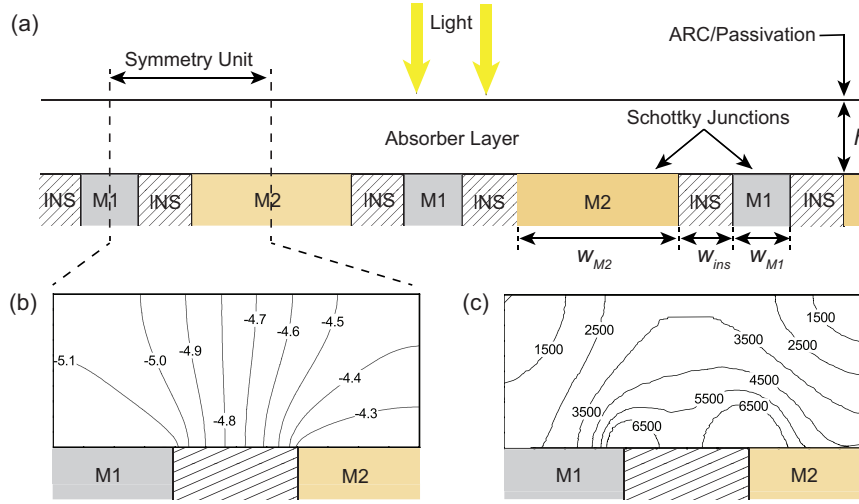 (a)
Light
ARC/Passivation
Symmetry Unit
Schottky Junctions
Absorber Layer
INS M1 INS M2 INS M1 INS M2 INS M1 INS
w_M2 w_ins w_M1
(b)
-4.7
-4.6
-4.5
-4.9
-5.0
-5.1
-4.4
-4.3
-4.8
M1 M2
(c)
1500
2500
1500
3500
2500
4500
3500
5500
6500
6500
M1 M2